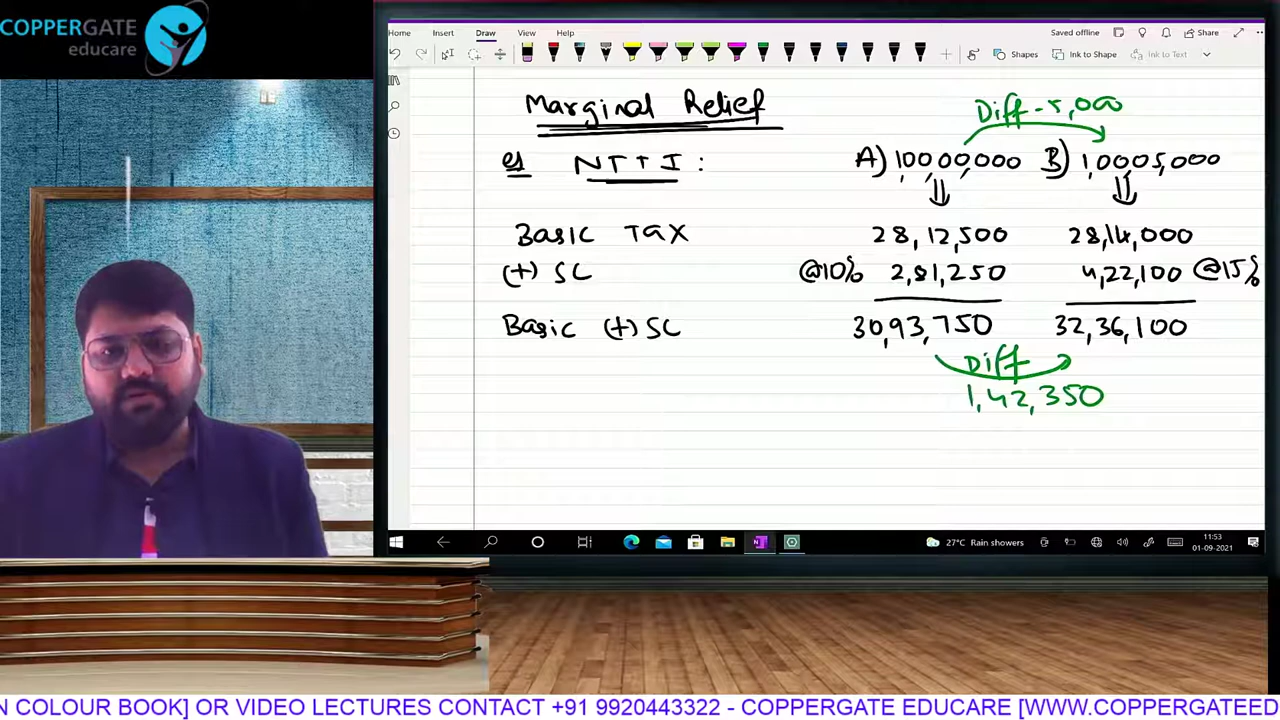 COPPERGATE
educare
Home Insert Draw View Help
Saved offline
Share
Shapes
Ink to Shape
Ink to Text
Marginal Relief
Diff - 5,000
eg NTTI :
A) 1,00,00,000 B) 1,00,05,000
Basic Tax 28,12,500 28,14,000
(+) SC @10% 2,81,250 4,22,100 @15%
Basic (+) SC 30,93,750 32,36,100
Diff
1,42,350
27°C Rain showers
11:53
01-09-2021
N COLOUR BOOK] OR VIDEO LECTURES CONTACT +91 9920443322 - COPPERGATE EDUCARE [WWW.COPPERGATEED